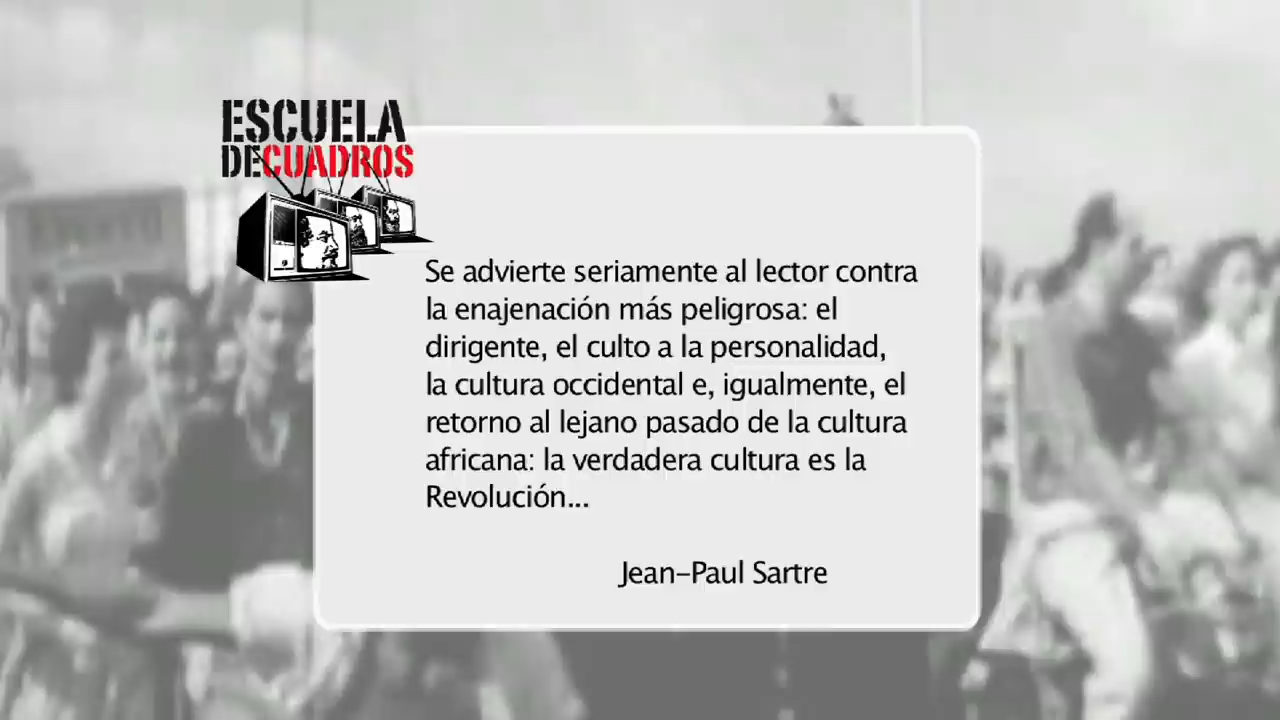 ESCUELA
DECUADROS
Se advierte seriamente al lector contra
la enajenación más peligrosa: el
dirigente, el culto a la personalidad,
la cultura occidental e, igualmente, el
retorno al lejano pasado de la cultura
africana: la verdadera cultura es la
Revolución...
Jean-Paul Sartre